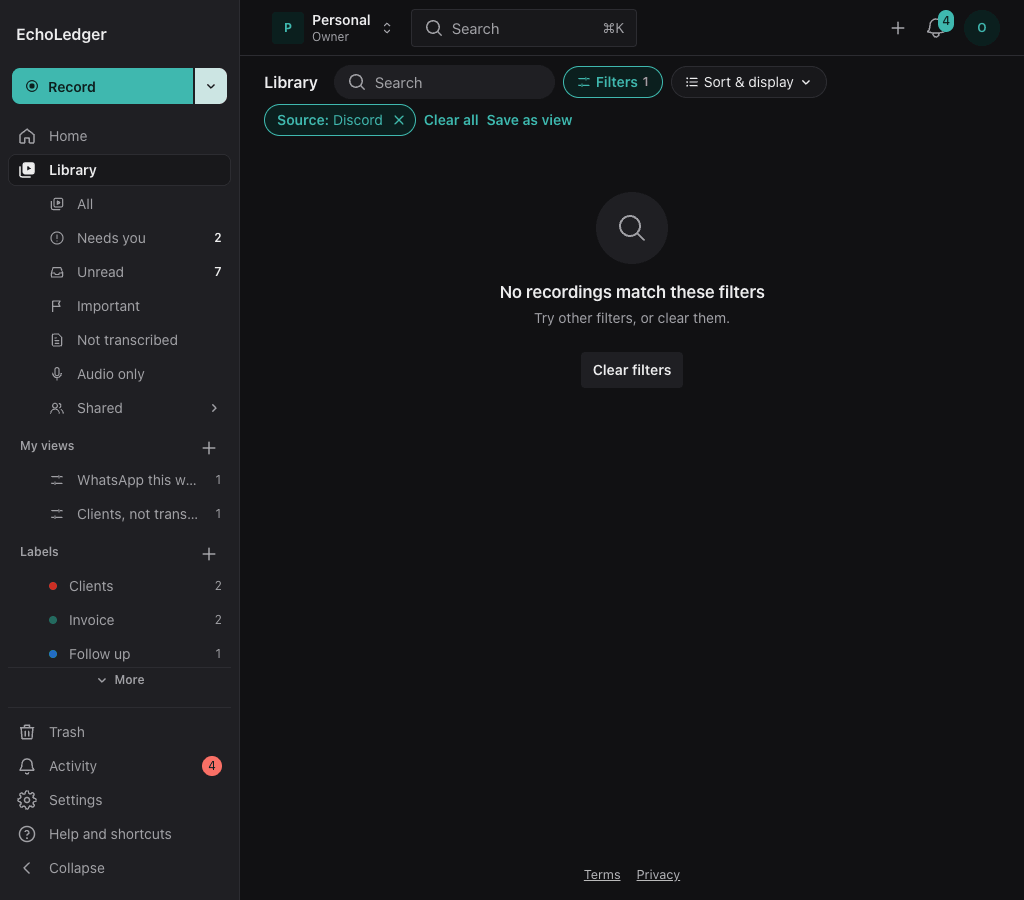 EchoLedger
Record
Home
Library
All
Needs you 2
Unread 7
Important
Not transcribed
Audio only
Shared
My views
WhatsApp this w... 1
Clients, not trans... 1
Labels
Clients 2
Invoice 2
Follow up 1
More
Trash
Activity 4
Settings
Help and shortcuts
Collapse
P Personal
Owner
Search ⌘K
4
O
Library
Search
Filters 1
Sort & display
Source: Discord
Clear all
Save as view
No recordings match these filters
Try other filters, or clear them.
Clear filters
Terms Privacy